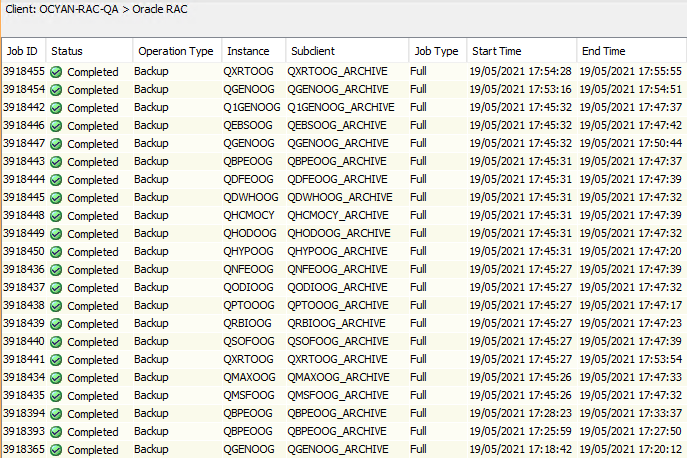 Client: OCYAN-RAC-QA > Oracle RAC
Job ID Status Operation Type Instance Subclient Job Type Start Time End Time
3918455 Completed Backup QXRTOOG QXRTOOG_ARCHIVE Full 19/05/2021 17:54:28 19/05/2021 17:55:55
3918454 Completed Backup QGENOOG QGENOOG_ARCHIVE Full 19/05/2021 17:53:16 19/05/2021 17:54:51
3918442 Completed Backup Q1GENOOG Q1GENOOG_ARCHIVE Full 19/05/2021 17:45:32 19/05/2021 17:47:37
3918446 Completed Backup QEBSOOG QEBSOOG_ARCHIVE Full 19/05/2021 17:45:32 19/05/2021 17:47:42
3918447 Completed Backup QGENOOG QGENOOG_ARCHIVE Full 19/05/2021 17:45:32 19/05/2021 17:50:44
3918443 Completed Backup QBPEOOG QBPEOOG_ARCHIVE Full 19/05/2021 17:45:31 19/05/2021 17:47:37
3918444 Completed Backup QDFEOOG QDFEOOG_ARCHIVE Full 19/05/2021 17:45:31 19/05/2021 17:47:39
3918445 Completed Backup QDWHOOG QDWHOOG_ARCHIVE Full 19/05/2021 17:45:31 19/05/2021 17:47:32
3918448 Completed Backup QHCMOCY QHCMOCY_ARCHIVE Full 19/05/2021 17:45:31 19/05/2021 17:47:39
3918449 Completed Backup QHODOOG QHODOOG_ARCHIVE Full 19/05/2021 17:45:31 19/05/2021 17:47:32
3918450 Completed Backup QHYPOOG QHYPOOG_ARCHIVE Full 19/05/2021 17:45:31 19/05/2021 17:47:20
3918436 Completed Backup QNFEOOG QNFEOOG_ARCHIVE Full 19/05/2021 17:45:27 19/05/2021 17:47:39
3918437 Completed Backup QODIOOG QODIOOG_ARCHIVE Full 19/05/2021 17:45:27 19/05/2021 17:47:32
3918438 Completed Backup QPTOOOG QPTOOOG_ARCHIVE Full 19/05/2021 17:45:27 19/05/2021 17:47:17
3918439 Completed Backup QRBIOOG QRBIOOG_ARCHIVE Full 19/05/2021 17:45:27 19/05/2021 17:47:23
3918440 Completed Backup QSOFOOG QSOFOOG_ARCHIVE Full 19/05/2021 17:45:27 19/05/2021 17:47:39
3918441 Completed Backup QXRTOOG QXRTOOG_ARCHIVE Full 19/05/2021 17:45:27 19/05/2021 17:53:54
3918434 Completed Backup QMAXOOG QMAXOOG_ARCHIVE Full 19/05/2021 17:45:26 19/05/2021 17:47:33
3918435 Completed Backup QMSFOOG QMSFOOG_ARCHIVE Full 19/05/2021 17:45:26 19/05/2021 17:47:32
3918394 Completed Backup QBPEOOG QBPEOOG_ARCHIVE Full 19/05/2021 17:28:23 19/05/2021 17:33:37
3918393 Completed Backup QBPEOOG QBPEOOG_ARCHIVE Full 19/05/2021 17:25:59 19/05/2021 17:27:50
3918365 Completed Backup QGENOOG QGENOOG_ARCHIVE Full 19/05/2021 17:18:42 19/05/2021 17:20:12